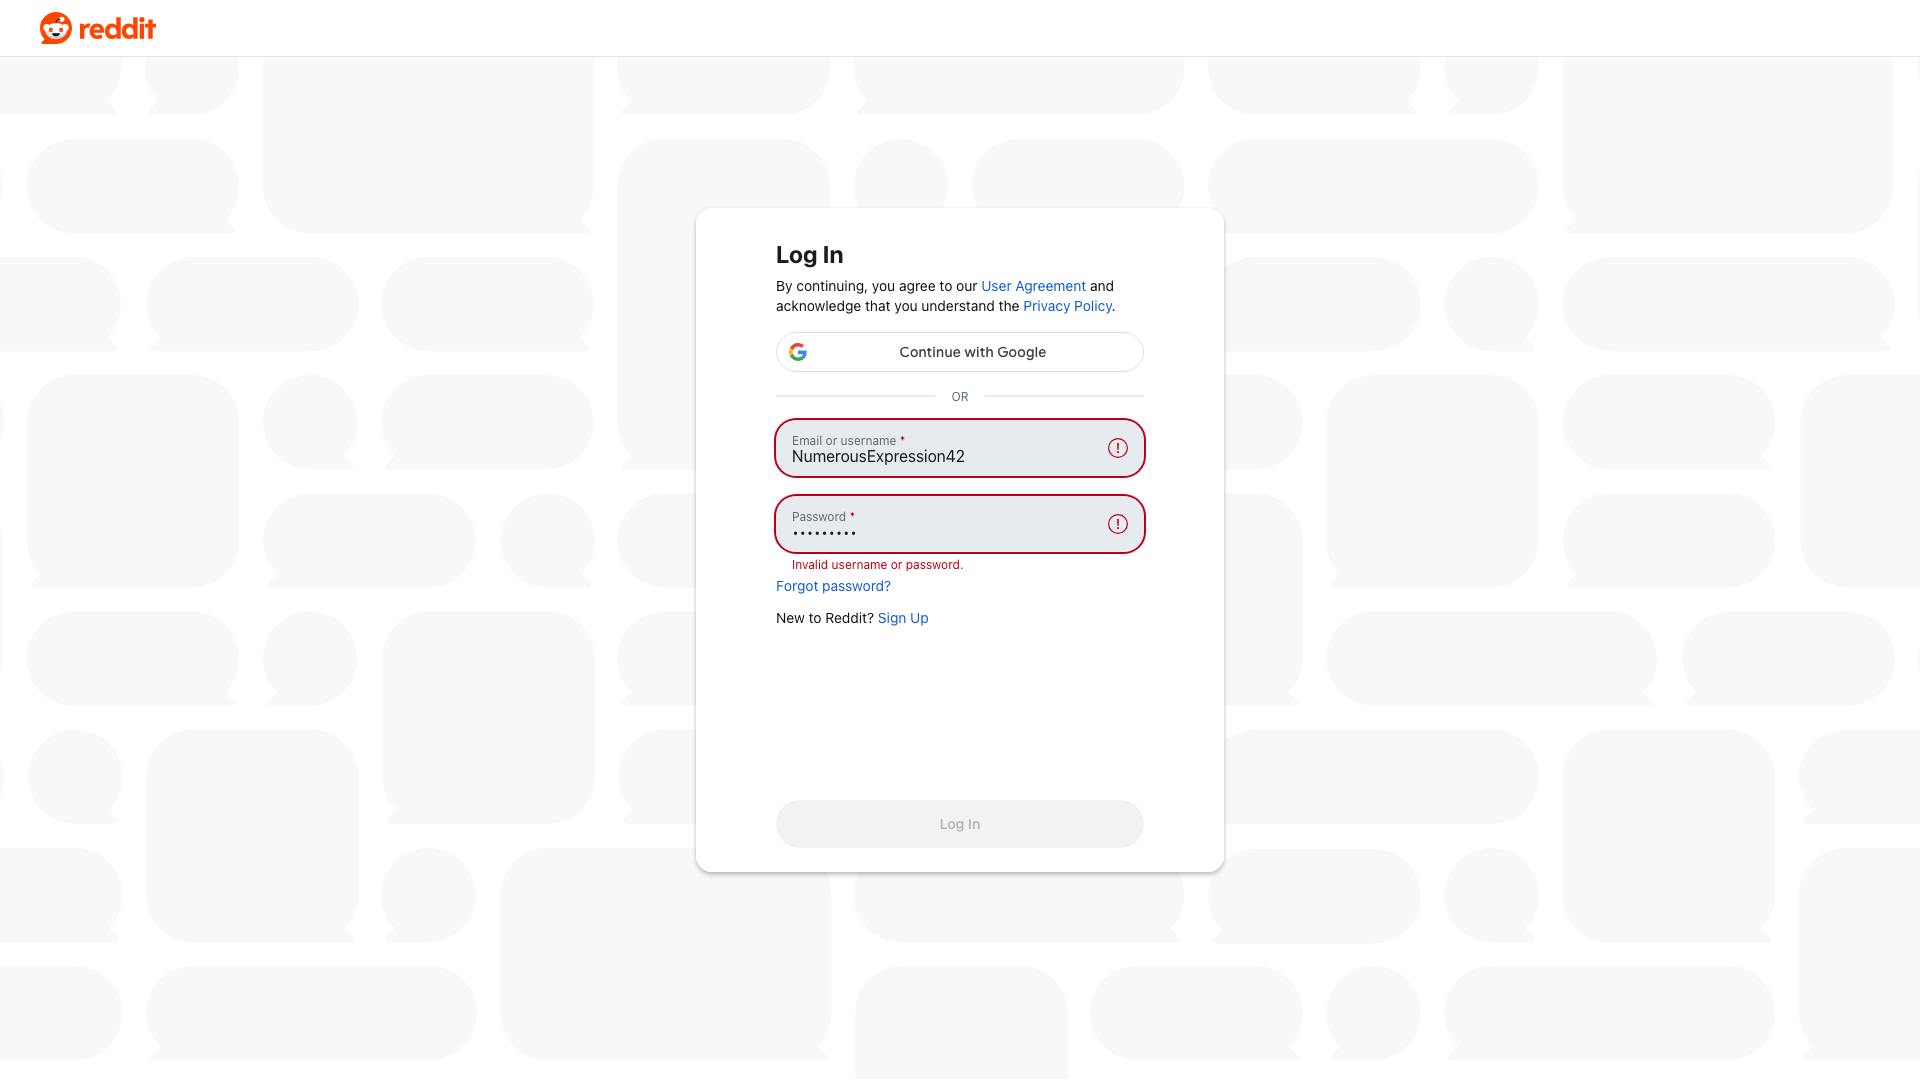 reddit
Log In
By continuing, you agree to our User Agreement and
acknowledge that you understand the Privacy Policy.
Continue with Google
OR
Email or username *
NumerousExpression42
Password *
•••••••••
Invalid username or password.
Forgot password?
New to Reddit? Sign Up
Log In